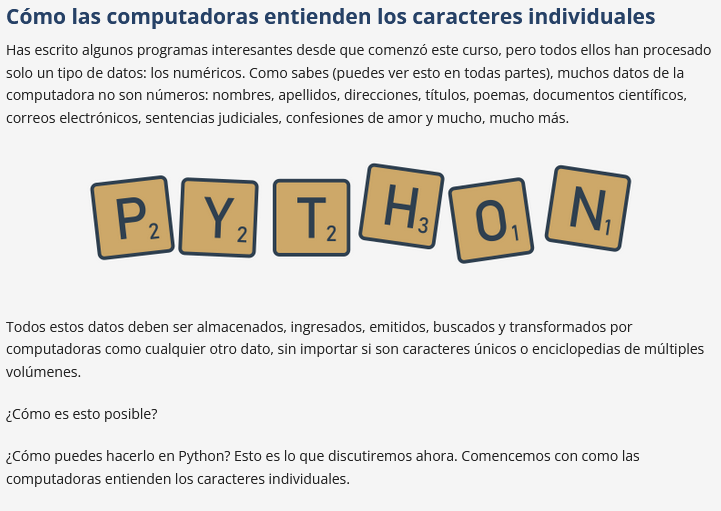 Cómo las computadoras entienden los caracteres individuales
Has escrito algunos programas interesantes desde que comenzó este curso, pero todos ellos han procesado
solo un tipo de datos: los numéricos. Como sabes (puedes ver esto en todas partes), muchos datos de la
computadora no son números: nombres, apellidos, direcciones, títulos, poemas, documentos científicos,
correos electrónicos, sentencias judiciales, confesiones de amor y mucho, mucho más.
P2 Y2 T2 H3 O1 N1
Todos estos datos deben ser almacenados, ingresados, emitidos, buscados y transformados por
computadoras como cualquier otro dato, sin importar si son caracteres únicos o enciclopedias de múltiples
volúmenes.
¿Cómo es esto posible?
¿Cómo puedes hacerlo en Python? Esto es lo que discutiremos ahora. Comencemos con como las
computadoras entienden los caracteres individuales.